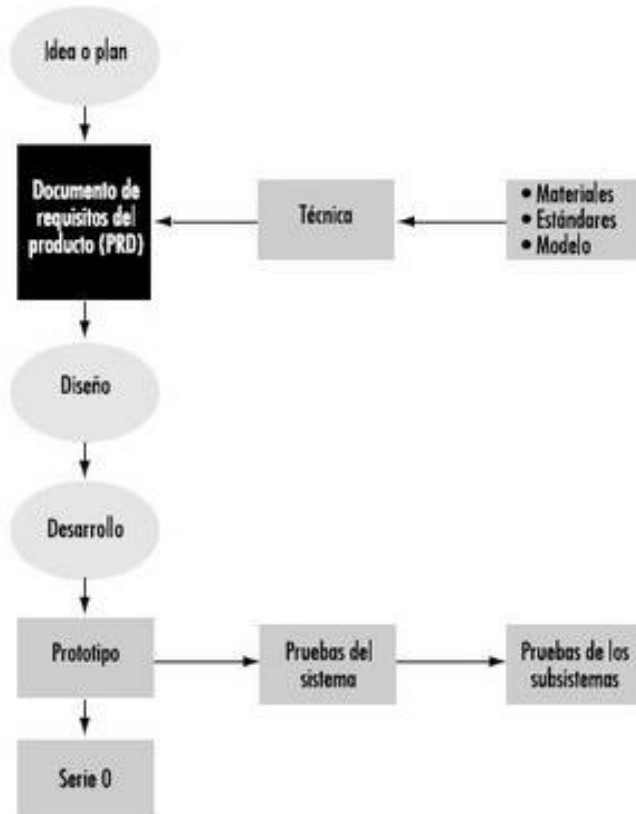 Idea o plan
Documento de
requisitos del
producto (PRD)
Técnica
• Materiales
• Estándares
• Modelo
Diseño
Desarrollo
Prototipo
Pruebas del
sistema
Pruebas de los
subsistemas
Serie 0